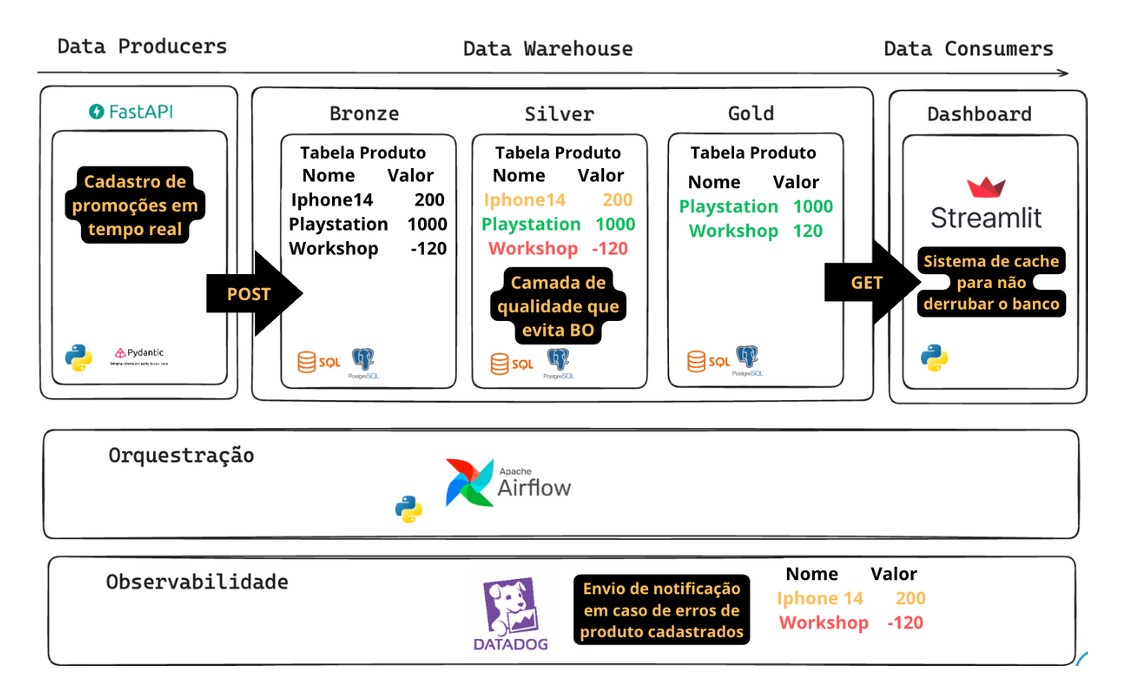 Data Producers
Data Warehouse
Data Consumers
FastAPI
Cadastro de
promoções em
tempo real
Pydantic
POST
Bronze
Tabela Produto
Nome Valor
Iphone14 200
Playstation 1000
Workshop -120
SQL
PostgreSQL
Silver
Tabela Produto
Nome Valor
Iphone14 200
Playstation 1000
Workshop -120
Camada de
qualidade que
evita BO
SQL
PostgreSQL
Gold
Tabela Produto
Nome Valor
Playstation 1000
Workshop 120
SQL
PostgreSQL
GET
Dashboard
Streamlit
Sistema de cache
para não
derrubar o banco
Orquestração
Apache
Airflow
Observabilidade
DATADOG
Envio de notificação
em caso de erros de
produto cadastrados
Nome Valor
Iphone 14 200
Workshop -120